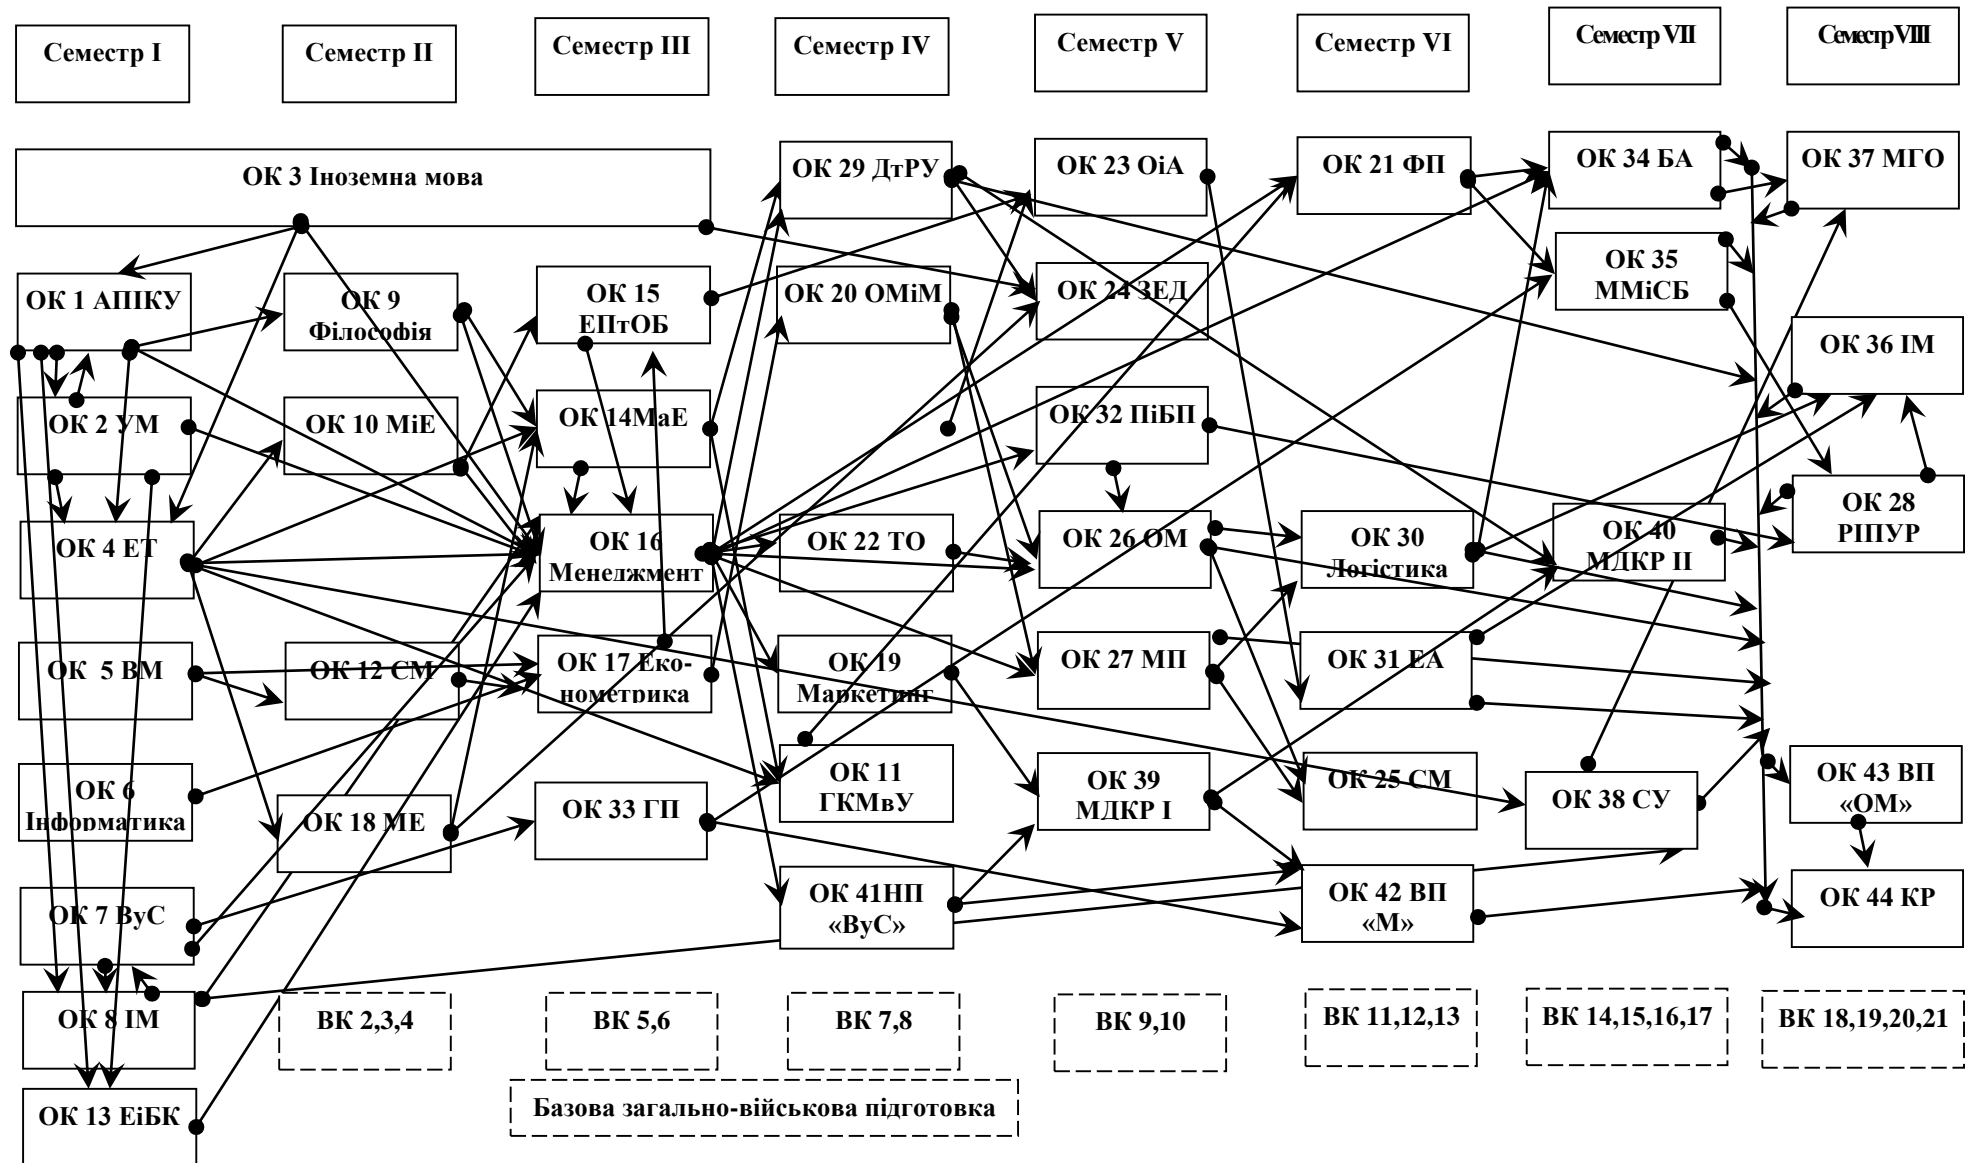 Семестр I
Семестр II
Семестр III
Семестр IV
Семестр V
Семестр VI
Семестр VII
Семестр VIII
ОК 3 Іноземна мова
ОК 29 ДтРУ
ОК 23 ОіА
ОК 21 ФП
ОК 34 БА
ОК 37 МГО
ОК 1 АПІКУ
ОК 9
Філософія
ОК 15
ЕПтОБ
ОК 20 ОМіМ
ОК 24 ЗЕД
ОК 35
ММіСБ
ОК 36 ІМ
ОК 2 УМ
ОК 10 МіЕ
ОК 14МаЕ
ОК 32 ПіБП
ОК 28
РІПУР
ОК 4 ЕТ
ОК 16
Менеджмент
ОК 22 ТО
ОК 26 ОМ
ОК 30
Логістика
ОК 40
МДКР ІІ
ОК 5 ВМ
ОК 12 СМ
ОК 17 Еко-
нометрика
ОК 19
Маркетинг
ОК 27 МП
ОК 31 ЕА
ОК 6
Інформатика
ОК 18 МЕ
ОК 33 ГП
ОК 11
ГКМвУ
ОК 39
МДКР І
ОК 25 СМ
ОК 38 СУ
ОК 43 ВП
«ОМ»
ОК 7 ВуС
ОК 41НП
«ВуС»
ОК 42 ВП
«М»
ОК 44 КР
ОК 8 ІМ
ВК 2,3,4
ВК 5,6
ВК 7,8
ВК 9,10
ВК 11,12,13
ВК 14,15,16,17
ВК 18,19,20,21
ОК 13 ЕіБК
Базова загально-військова підготовка